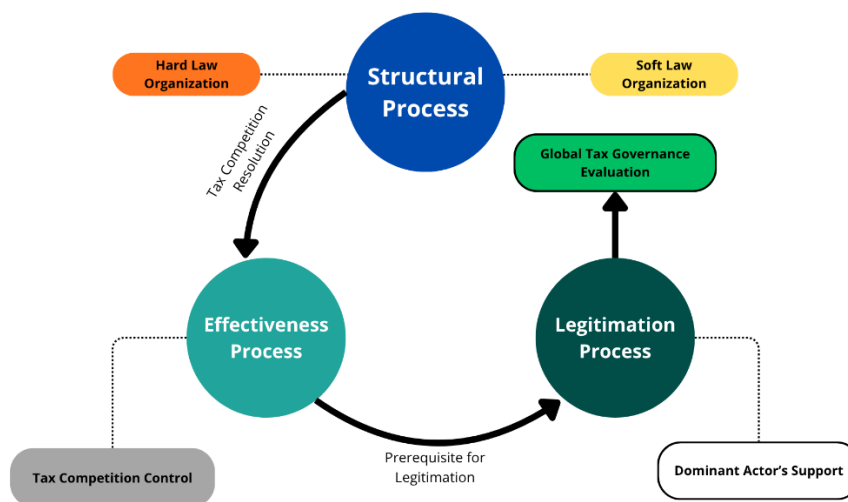 Hard Law
Organization
Structural
Process
Soft Law
Organization
Tax Competition
Resolution
Global Tax Governance
Evaluation
Effectiveness
Process
Legitimation
Process
Tax Competition Control
Prerequisite for
Legitimation
Dominant Actor's Support